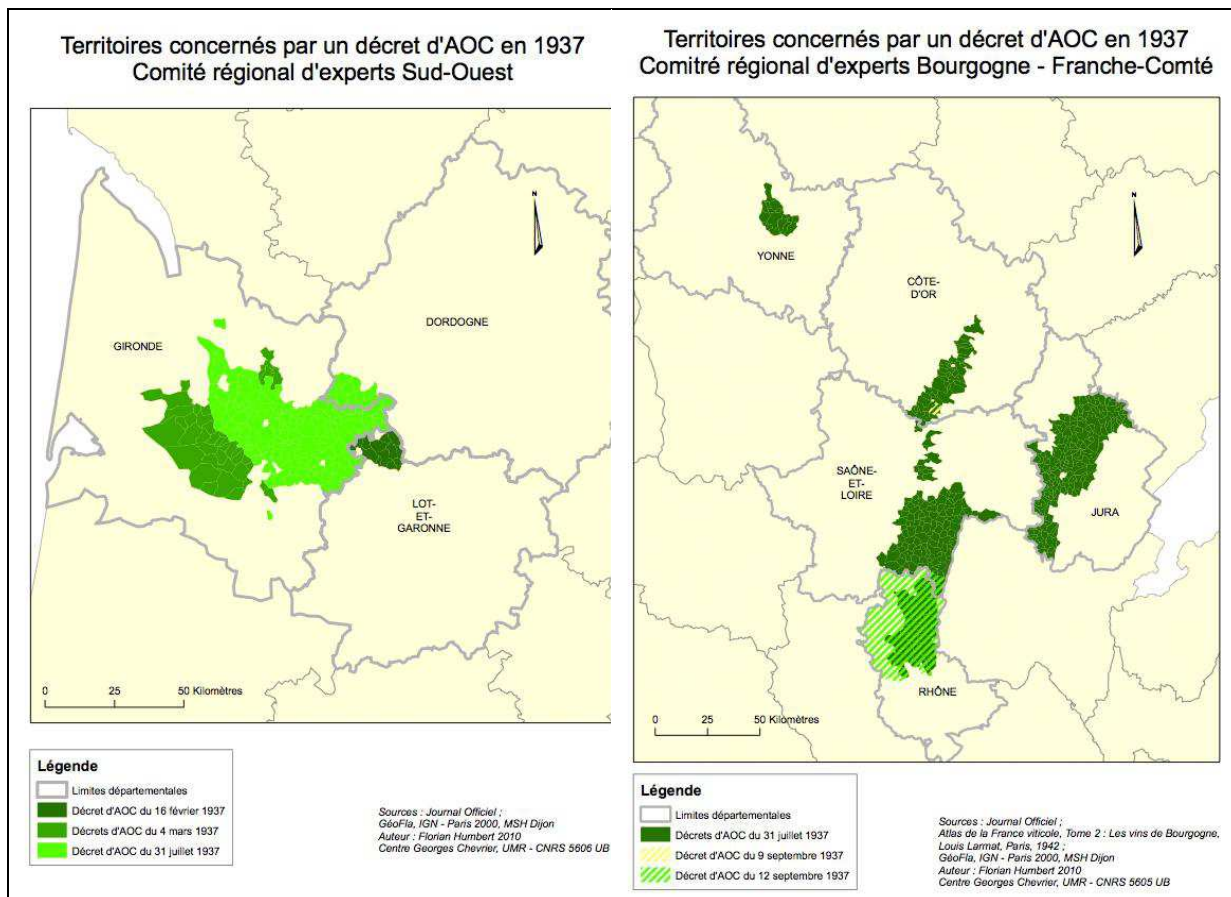 Territoires concernés par un décret d'AOC en 1937
Comité régional d'experts Sud-Ouest
N
DORDOGNE
GIRONDE
LOT-
ET-
GARONNE
0 25 50 Kilomètres
Légende
Limites départementales
Décret d'AOC du 16 février 1937
Décrets d'AOC du 4 mars 1937
Décret d'AOC du 31 juillet 1937
Sources : Journal Officiel ;
GéoFla, IGN - Paris 2000, MSH Dijon
Auteur : Florian Humbert 2010
Centre Georges Chevrier, UMR - CNRS 5606 UB
Territoires concernés par un décret d'AOC en 1937
Comitré régional d'experts Bourgogne - Franche-Comté
N
YONNE
CÔTE-
D'OR
SAÔNE-
ET-
LOIRE
JURA
RHÔNE
0 25 50 Kilomètres
Légende
Limites départementales
Décrets d'AOC du 31 juillet 1937
Décret d'AOC du 9 septembre 1937
Décret d'AOC du 12 septembre 1937
Sources : Journal Officiel ;
Atlas de la France viticole, Tome 2 : Les vins de Bourgogne,
Louis Larmat, Paris, 1942 ;
GéoFla, IGN - Paris 2000, MSH Dijon
Auteur : Florian Humbert 2010
Centre Georges Chevrier, UMR - CNRS 5605 UB